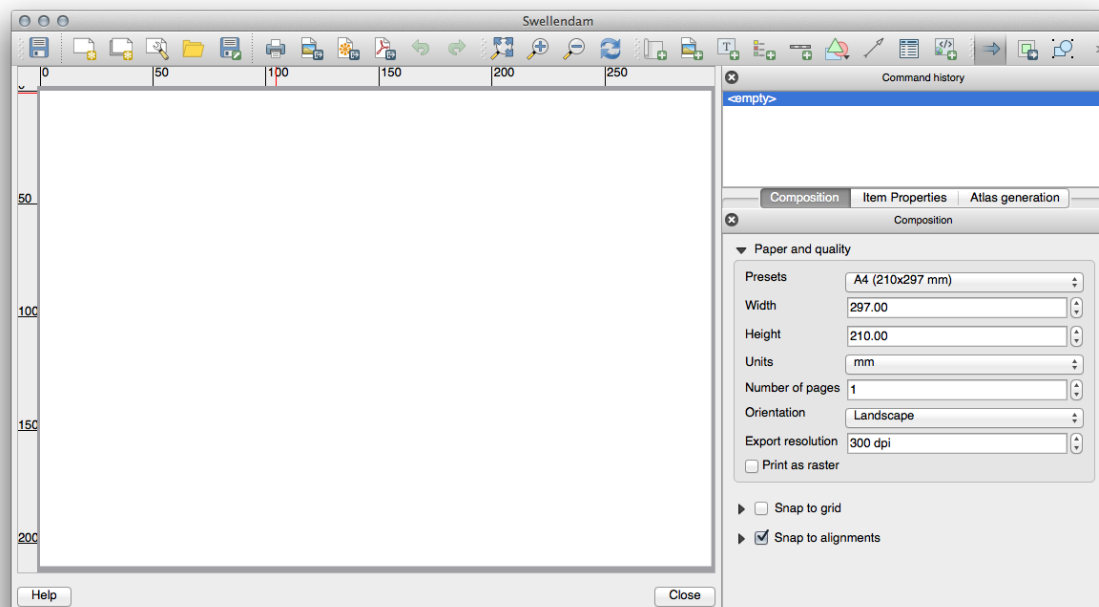 Swellendam
0 50 100 150 200 250
Command history
<empty>
Composition Item Properties Atlas generation
Composition
Paper and quality
Presets A4 (210x297 mm)
Width 297.00
Height 210.00
Units mm
Number of pages 1
Orientation Landscape
Export resolution 300 dpi
Print as raster
Snap to grid
Snap to alignments
50
100
150
200
Help Close